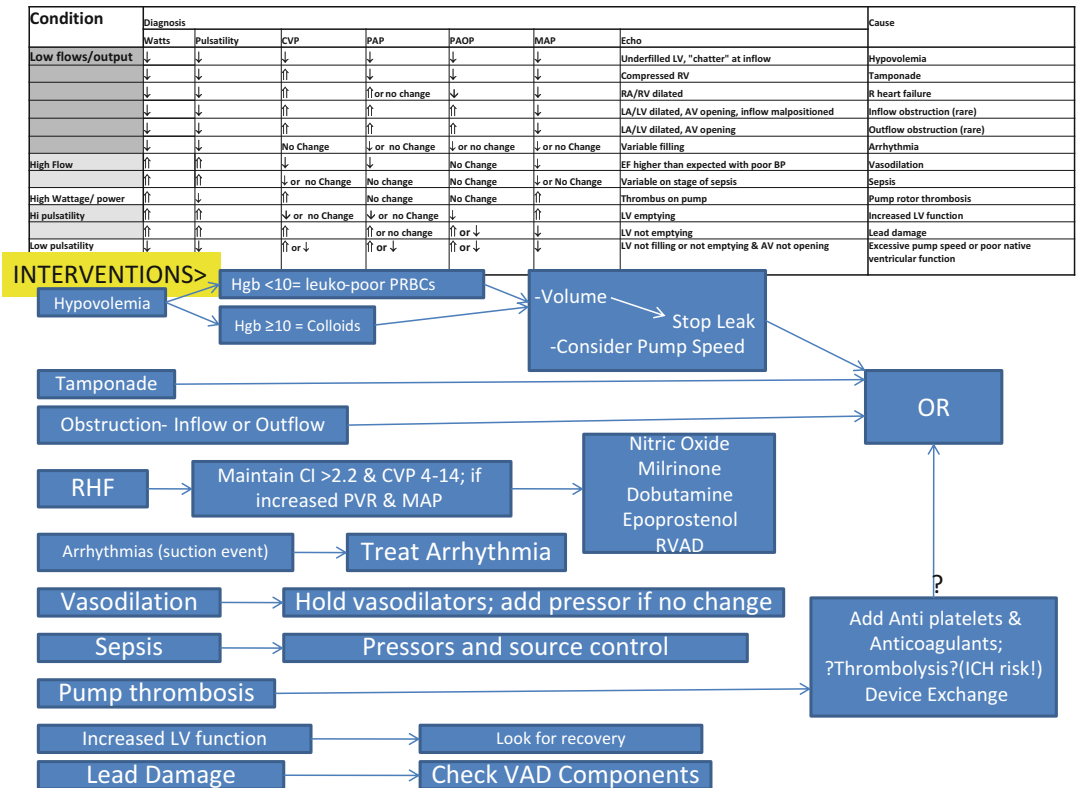 Condition Diagnosis Cause
Watts Pulsatility CVP PAP PAOP MAP Echo
Low flows/output ↓ ↓ ↓ ↓ ↓ ↓ Underfilled LV, "chatter" at inflow Hypovolemia
↓ ↓ ⇑ ↓ ↓ ↓ Compressed RV Tamponade
↓ ↓ ⇑ ⇑ or no change ↓ ↓ RA/RV dilated R heart failure
↓ ↓ ⇑ ⇑ ⇑ ↓ LA/LV dilated, AV opening, inflow malpositioned Inflow obstruction (rare)
↓ ↓ ⇑ ⇑ ⇑ ↓ LA/LV dilated, AV opening Outflow obstruction (rare)
↓ ↓ No Change ↓ or no Change ↓ or no change ↓ or no Change Variable filling Arrhythmia
High Flow ⇑ ⇑ ↓ ↓ No Change ↓ EF higher than expected with poor BP Vasodilation
⇑ ⇑ ↓ or no Change No change No Change ↓ or No Change Variable on stage of sepsis Sepsis
High Wattage/ power ⇑ ↓ ⇑ No change No Change ⇑ Thrombus on pump Pump rotor thrombosis
Hi pulsatility ⇑ ⇑ ↓ or no Change ↓ or no Change ↓ ⇑ LV emptying Increased LV function
⇑ ⇑ ⇑ ⇑ or no change ⇑ or ↓ ↓ LV not emptying Lead damage
Low pulsatility ↓ ↓ ⇑ or ↓ ⇑ or ↓ ⇑ or ↓ ↓ LV not filling or not emptying & AV not opening Excessive pump speed or poor native
ventricular function
INTERVENTIONS>
Hypovolemia
Hgb <10= leuko-poor PRBCs
Hgb ≥10 = Colloids
-Volume
Stop Leak
-Consider Pump Speed
Tamponade
OR
Obstruction- Inflow or Outflow
RHF
Maintain CI >2.2 & CVP 4-14; if
increased PVR & MAP
Nitric Oxide
Milrinone
Dobutamine
Epoprostenol
RVAD
Arrhythmias (suction event)
Treat Arrhythmia
Vasodilation
Hold vasodilators; add pressor if no change
Sepsis
Pressors and source control
Pump thrombosis
?
Add Anti platelets &
Anticoagulants;
?Thrombolysis?(ICH risk!)
Device Exchange
Increased LV function
Look for recovery
Lead Damage
Check VAD Components